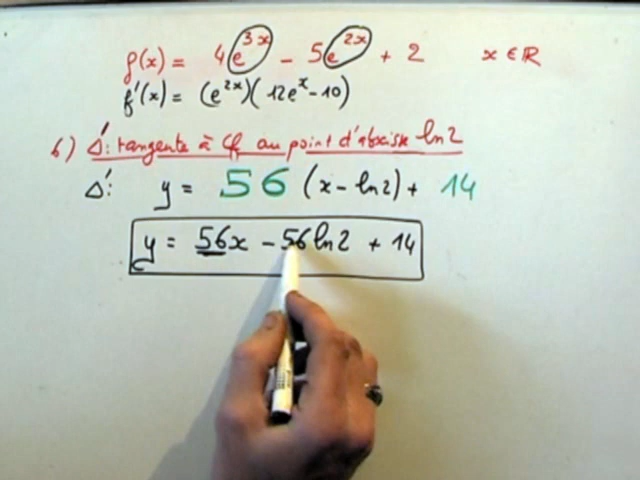 f(x) = 4e^{3x} - 5e^{2x} + 2 x ∈ ℝ
f'(x) = (e^{2x})(12e^x - 10)
6) Δ': tangente à Cf au point d'abscisse ln2
Δ': y = 56 (x - ln2) + 14
y = 56x - 56ln2 + 14